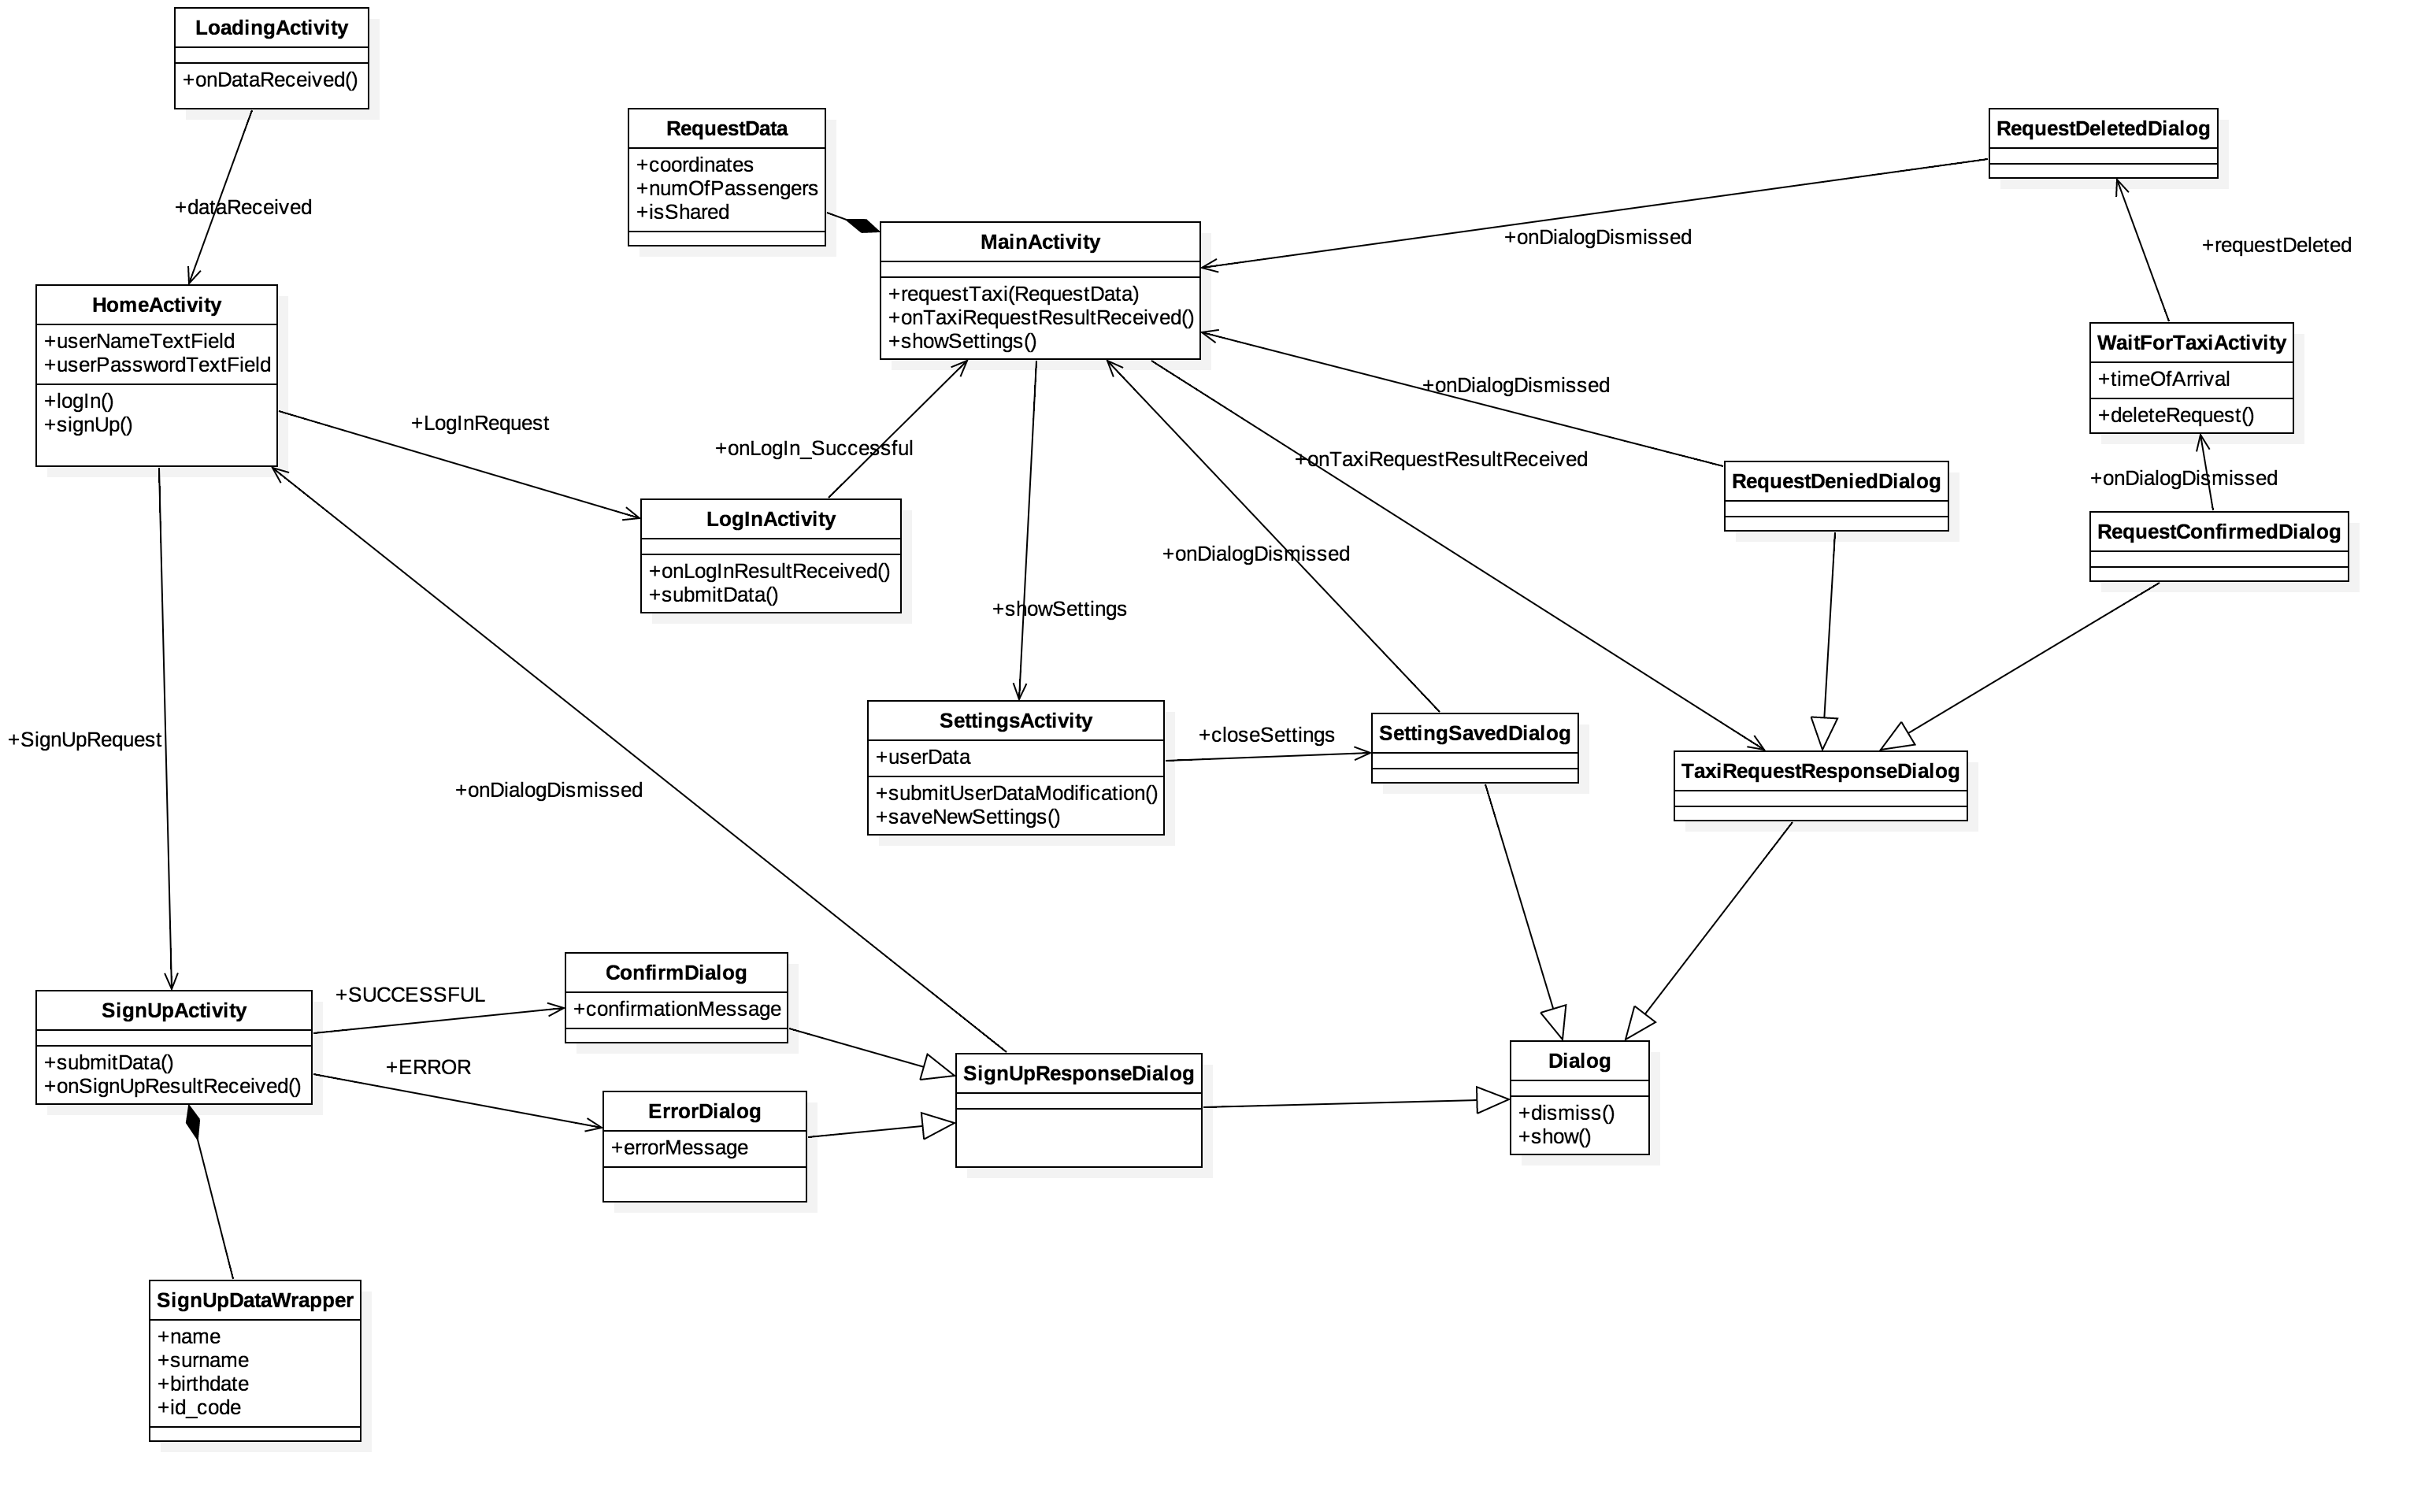 LoadingActivity
+onDataReceived()
+dataReceived
RequestData
+coordinates
+numOfPassengers
+isShared
RequestDeletedDialog
MainActivity
+requestTaxi(RequestData)
+onTaxiRequestResultReceived()
+showSettings()
+onDialogDismissed
+requestDeleted
HomeActivity
+userNameTextField
+userPasswordTextField
+logIn()
+signUp()
WaitForTaxiActivity
+timeOfArrival
+deleteRequest()
+onDialogDismissed
+LogInRequest
+onLogIn_Successful
+onTaxiRequestResultReceived
RequestDeniedDialog
+onDialogDismissed
RequestConfirmedDialog
LogInActivity
+onLogInResultReceived()
+submitData()
+onDialogDismissed
+showSettings
SettingsActivity
+userData
+submitUserDataModification()
+saveNewSettings()
+closeSettings
SettingSavedDialog
TaxiRequestResponseDialog
+SignUpRequest
+onDialogDismissed
SignUpActivity
+submitData()
+onSignUpResultReceived()
+SUCCESSFUL
+ERROR
ConfirmDialog
+confirmationMessage
ErrorDialog
+errorMessage
SignUpResponseDialog
Dialog
+dismiss()
+show()
SignUpDataWrapper
+name
+surname
+birthdate
+id_code